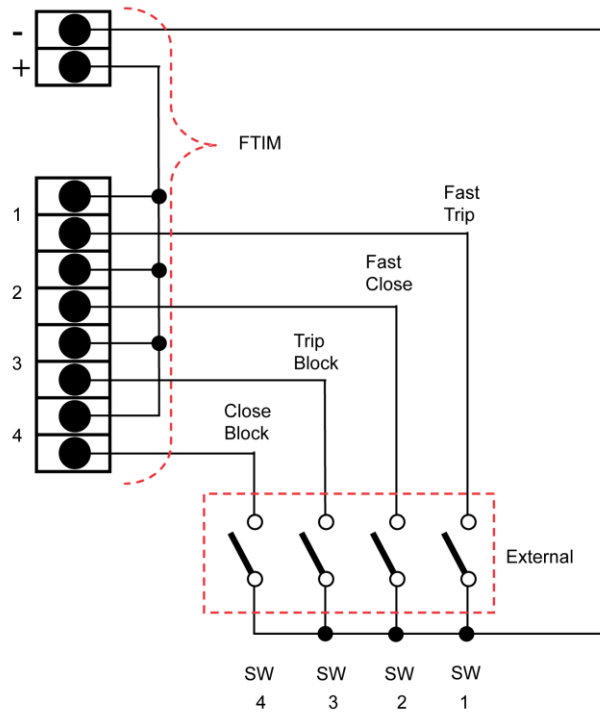 -
+
FTIM
1
Fast
Trip
Fast
Close
2
Trip
Block
3
Close
Block
4
External
SW
4
SW
3
SW
2
SW
1